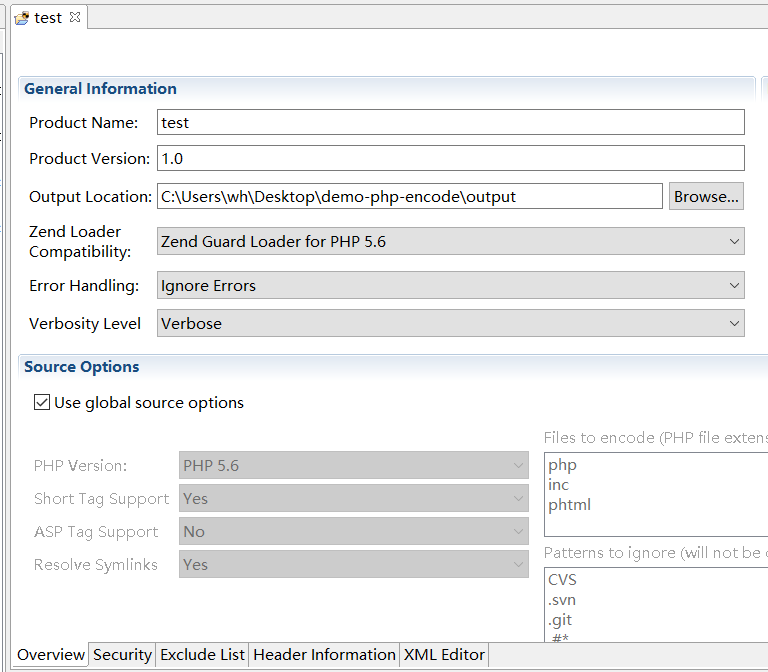 test
General Information
Product Name: test
Product Version: 1.0
Output Location: C:\Users\wh\Desktop\demo-php-encode\output Browse...
Zend Loader
Compatibility: Zend Guard Loader for PHP 5.6
Error Handling: Ignore Errors
Verbosity Level Verbose
Source Options
Use global source options
Files to encode (PHP file extens
PHP Version: PHP 5.6
Short Tag Support Yes
ASP Tag Support No
Resolve Symlinks Yes
php
inc
phtml
Patterns to ignore (will not be
CVS
.svn
.git
.#*
Overview Security Exclude List Header Information XML Editor